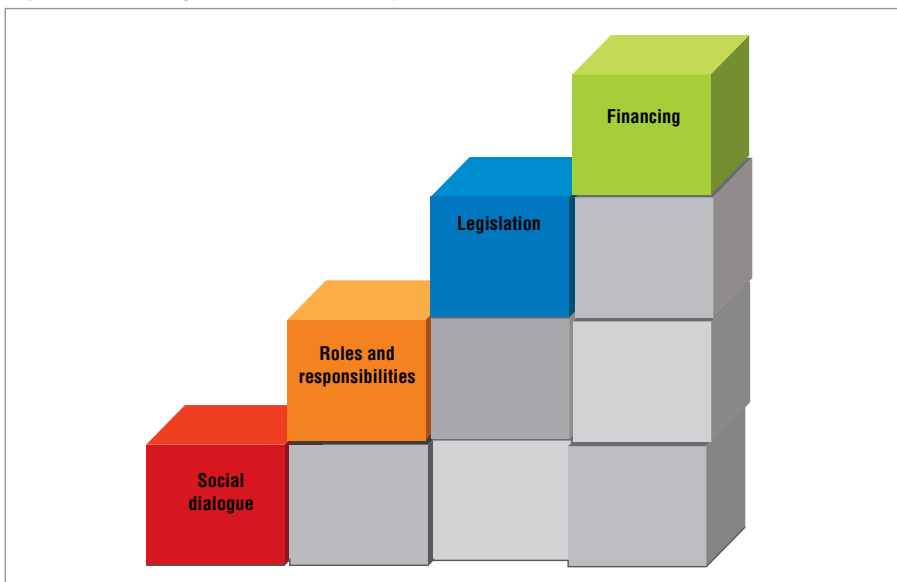 Financing
Legislation
Roles and
responsibilities
Social
dialogue